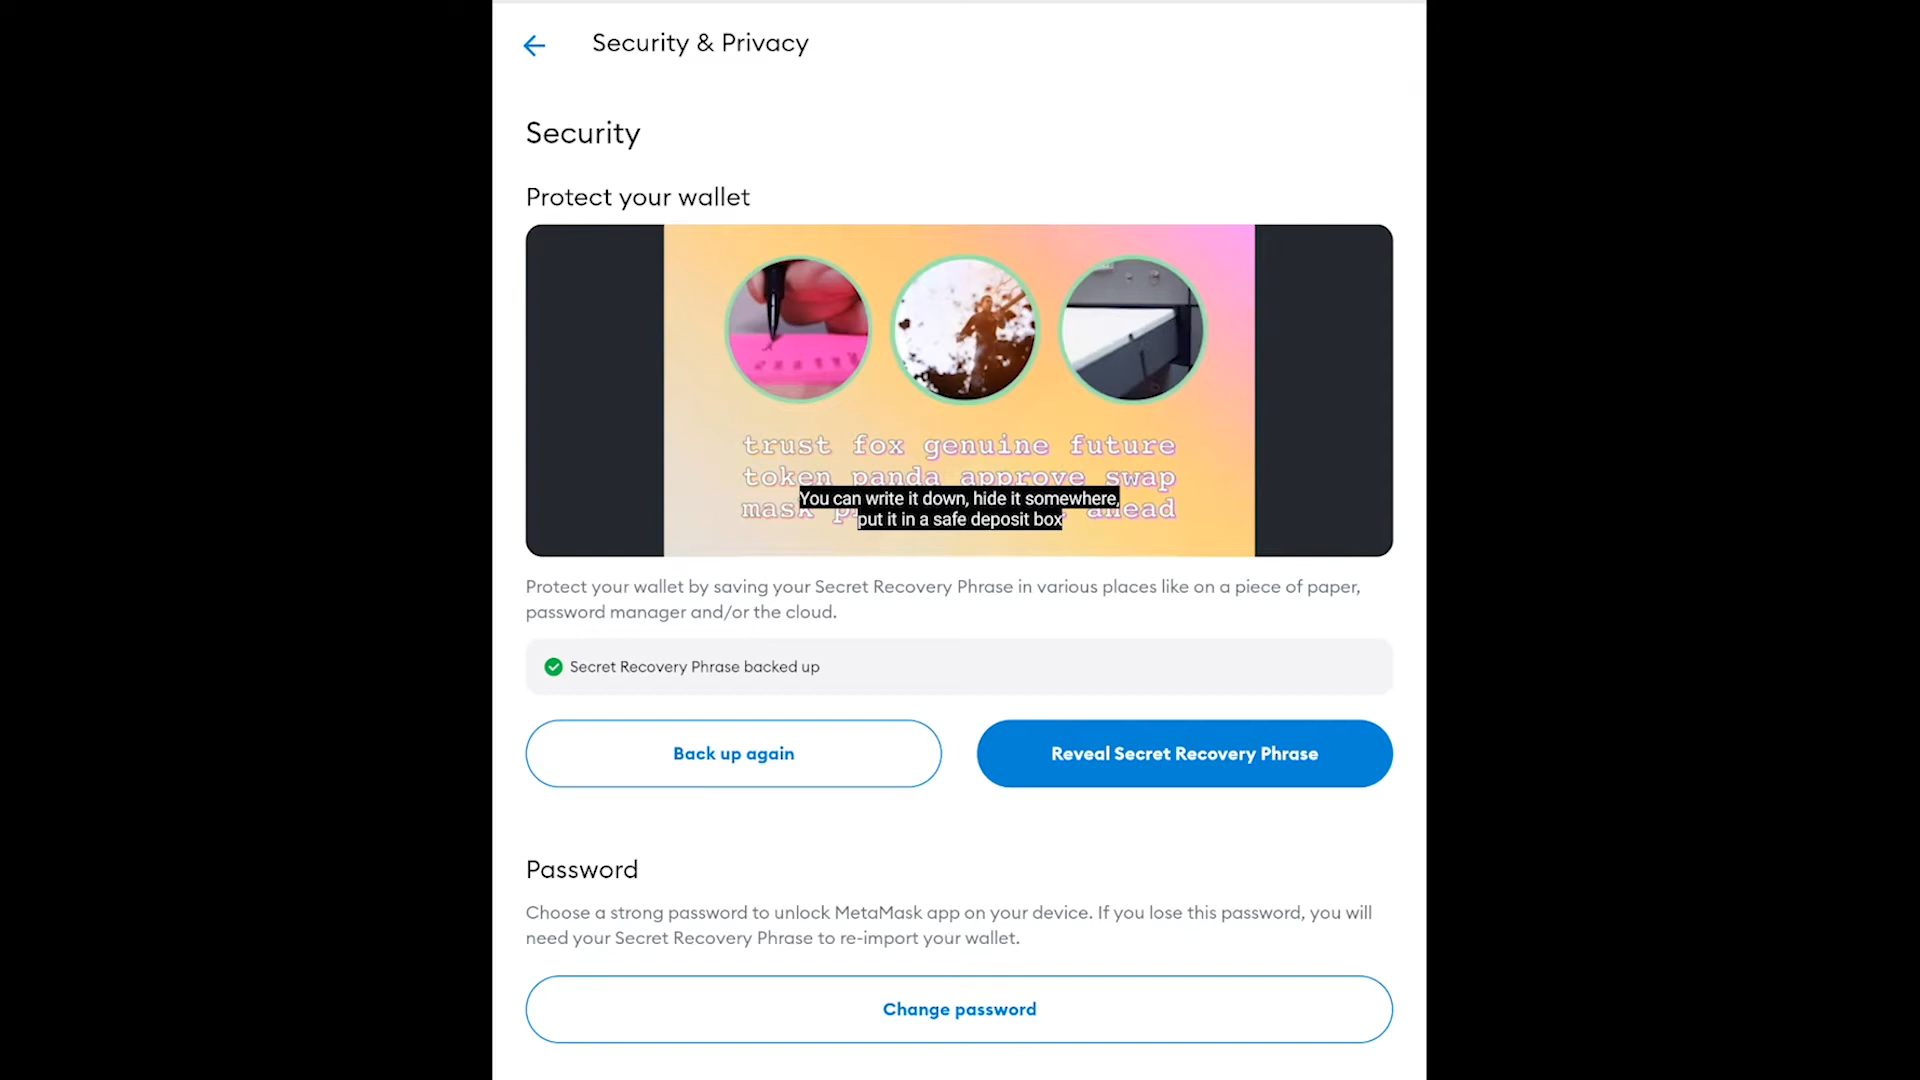 Security & Privacy
Security
Protect your wallet
trust fox genuine future
token panda approve swap
mask ahead
You can write it down, hide it somewhere,
put it in a safe deposit box
Protect your wallet by saving your Secret Recovery Phrase in various places like on a piece of paper,
password manager and/or the cloud.
Secret Recovery Phrase backed up
Back up again
Reveal Secret Recovery Phrase
Password
Choose a strong password to unlock MetaMask app on your device. If you lose this password, you will
need your Secret Recovery Phrase to re-import your wallet.
Change password